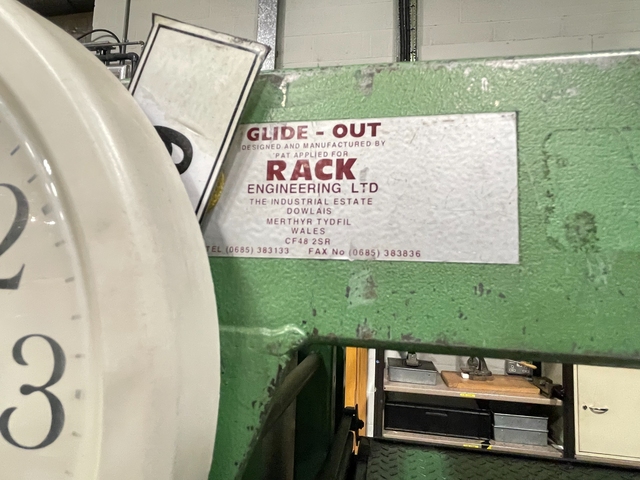 GLIDE - OUT
DESIGNED AND MANUFACTURED BY
PAT APPLIED FOR
RACK
ENGINEERING LTD
THE INDUSTRIAL ESTATE
DOWLAIS
MERTHYR TYDFIL
WALES
CF48 2SR
TEL (0685) 383133 FAX No (0685) 383836
2
3